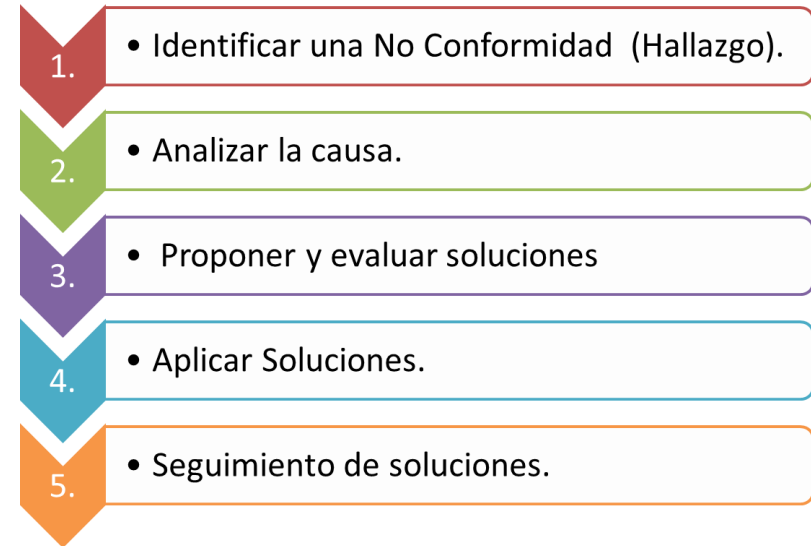 1.
• Identificar una No Conformidad (Hallazgo).
2.
• Analizar la causa.
3.
• Proponer y evaluar soluciones
4.
• Aplicar Soluciones.
5.
• Seguimiento de soluciones.